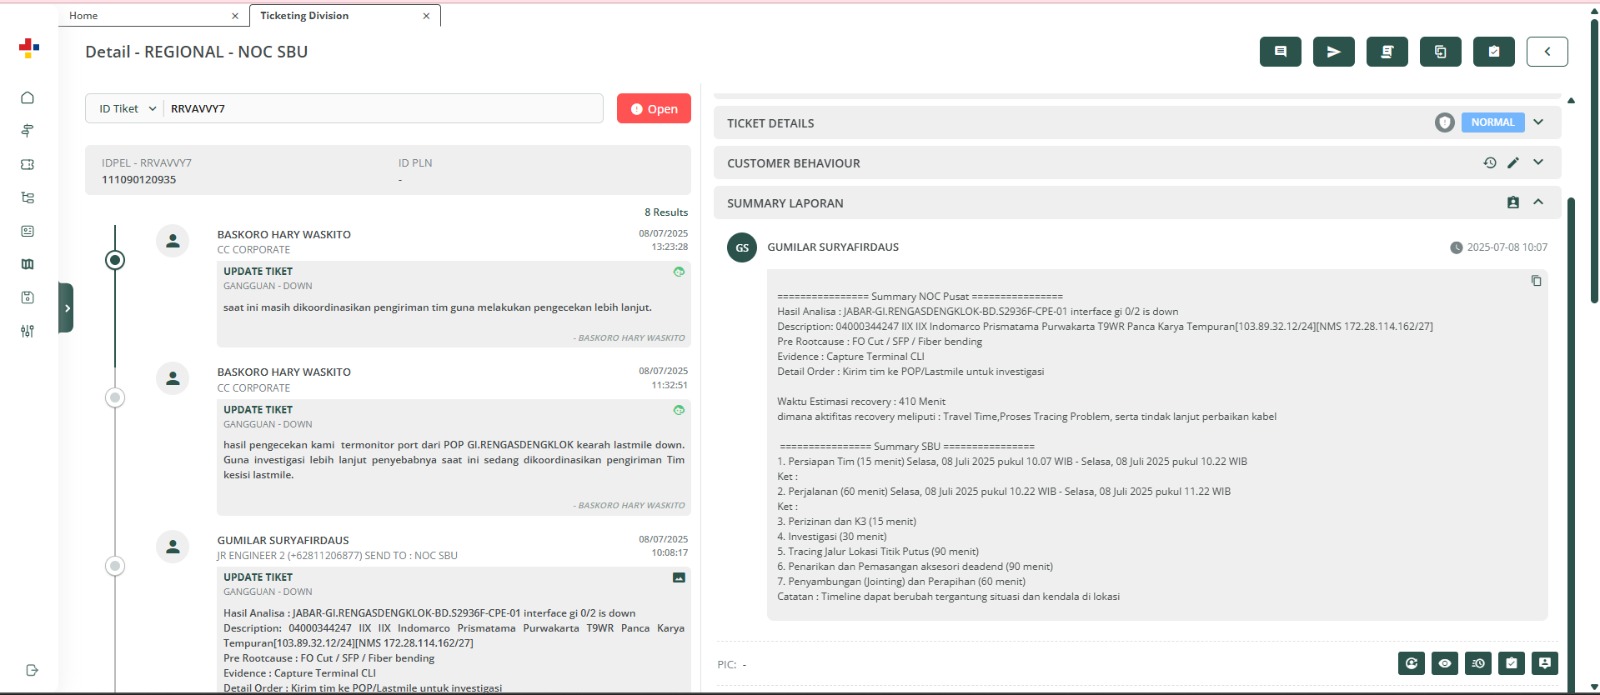 Home
Ticketing Division
Detail - REGIONAL - NOC SBU
ID Tiket
RRVAVVY7
Open
IDPEL - RRVAVVY7
ID PLN
111090120935
-
8 Results
BASKORO HARY WASKITO
08/07/2025
CC CORPORATE
13:23:28
UPDATE TIKET
GANGGUAN - DOWN
saat ini masih dikoordinasikan pengiriman tim guna melakukan pengecekan lebih lanjut.
- BASKORO HARY WASKITO
BASKORO HARY WASKITO
08/07/2025
CC CORPORATE
11:32:51
UPDATE TIKET
GANGGUAN - DOWN
hasil pengecekan kami termonitor port dari POP GI.RENGASDENGKLOK kearah lastmile down.
Guna investigasi lebih lanjut penyebabnya saat ini sedang dikoordinasikan pengiriman Tim
kesisi lastmile.
- BASKORO HARY WASKITO
GUMILAR SURYAFIRDAUS
08/07/2025
JR ENGINEER 2 (+62811206877) SEND TO : NOC SBU
10:08:17
UPDATE TIKET
GANGGUAN - DOWN
Hasil Analisa : JABAR-GI.RENGASDENGKLOK-BD.S2936F-CPE-01 interface gi 0/2 is down
Description: 04000344247 IIX IIX Indomarco Prismatama Purwakarta T9WR Panca Karya
Tempuran[103.89.32.12/24][NMS 172.28.114.162/27]
Pre Rootcause : FO Cut / SFP / Fiber bending
Evidence : Capture Terminal CLI
Detail Order : Kirim tim ke POP/Lastmile untuk investigasi
TICKET DETAILS
NORMAL
CUSTOMER BEHAVIOUR
SUMMARY LAPORAN
GS
GUMILAR SURYAFIRDAUS
2025-07-08 10:07
================ Summary NOC Pusat ================
Hasil Analisa : JABAR-GI.RENGASDENGKLOK-BD.S2936F-CPE-01 interface gi 0/2 is down
Description: 04000344247 IIX IIX Indomarco Prismatama Purwakarta T9WR Panca Karya Tempuran[103.89.32.12/24][NMS 172.28.114.162/27]
Pre Rootcause : FO Cut / SFP / Fiber bending
Evidence : Capture Terminal CLI
Detail Order : Kirim tim ke POP/Lastmile untuk investigasi
Waktu Estimasi recovery : 410 Menit
dimana aktifitas recovery meliputi : Travel Time,Proses Tracing Problem, serta tindak lanjut perbaikan kabel
================ Summary SBU ================
1. Persiapan Tim (15 menit) Selasa, 08 Juli 2025 pukul 10.07 WIB - Selasa, 08 Juli 2025 pukul 10.22 WIB
Ket :
2. Perjalanan (60 menit) Selasa, 08 Juli 2025 pukul 10.22 WIB - Selasa, 08 Juli 2025 pukul 11.22 WIB
Ket :
3. Perizinan dan K3 (15 menit)
4. Investigasi (30 menit)
5. Tracing Jalur Lokasi Titik Putus (90 menit)
6. Penarikan dan Pemasangan aksesori deadend (90 menit)
7. Penyambungan (Jointing) dan Perapihan (60 menit)
Catatan : Timeline dapat berubah tergantung situasi dan kendala di lokasi
PIC: -